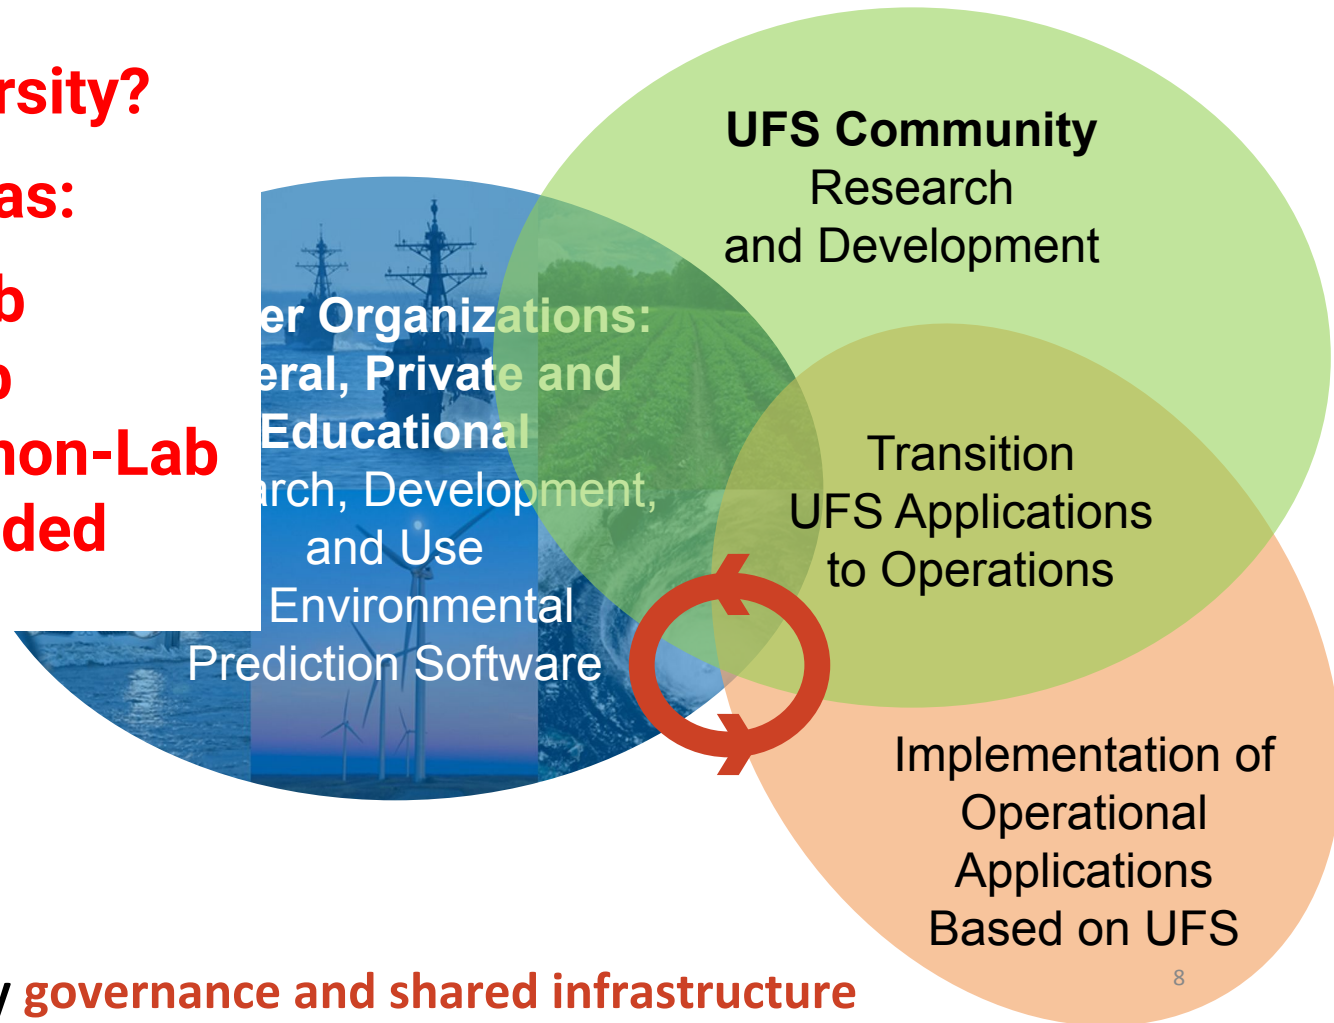 rsity?
as:
b
b
non-Lab
ded
er Organizations:
eral, Private and
Educational
arch, Development,
and Use
Environmental
Prediction Software
UFS Community
Research
and Development
Transition
UFS Applications
to Operations
Implementation of
Operational
Applications
Based on UFS
y governance and shared infrastructure
8